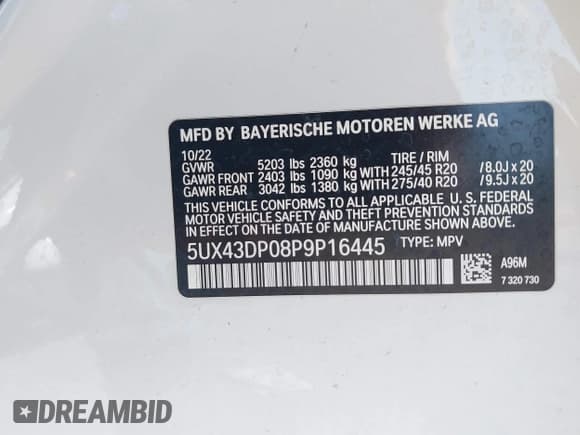 MFD BY BAYERISCHE MOTOREN WERKE AG
10/22
GVWR 5203 lbs 2360 kg TIRE / RIM
GAWR FRONT 2403 lbs 1090 kg WITH 245/45 R20 /8.0J x 20
GAWR REAR 3042 lbs 1380 kg WITH 275/40 R20 /9.5J x 20
THIS VEHICLE CONFORMS TO ALL APPLICABLE U. S. FEDERAL
MOTOR VEHICLE SAFETY AND THEFT PREVENTION STANDARDS
IN EFFECT ON THE DATE OF MANUFACTURE SHOWN ABOVE.
5UX43DP08P9P16445 TYPE: MPV
A96M
7 320 730
DREAMBID